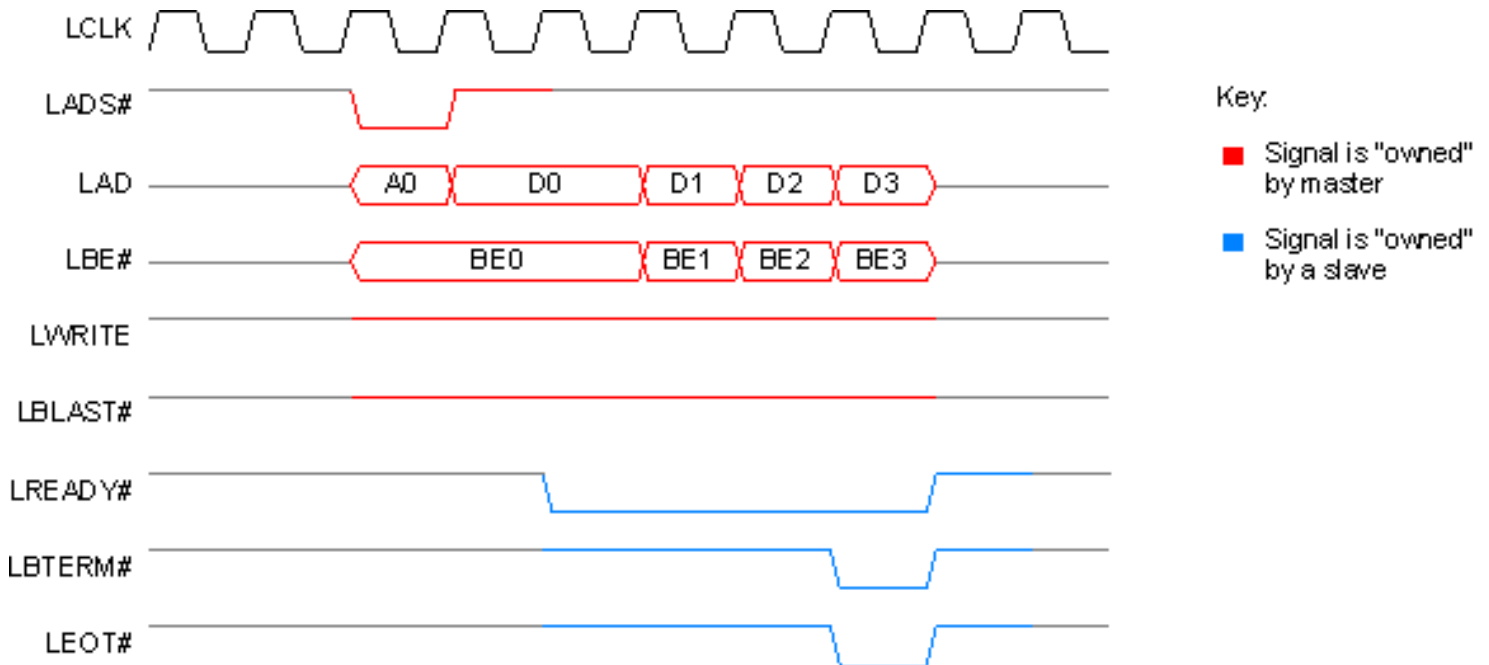 LCLK
LADS#
Key:
Signal is "owned"
by master
LAD
A0
D0
D1
D2
D3
Signal is "owned"
by a slave
LBE#
BE0
BE1
BE2
BE3
LWRITE
LBLAST#
LREADY#
LBTERM#
LEOT#